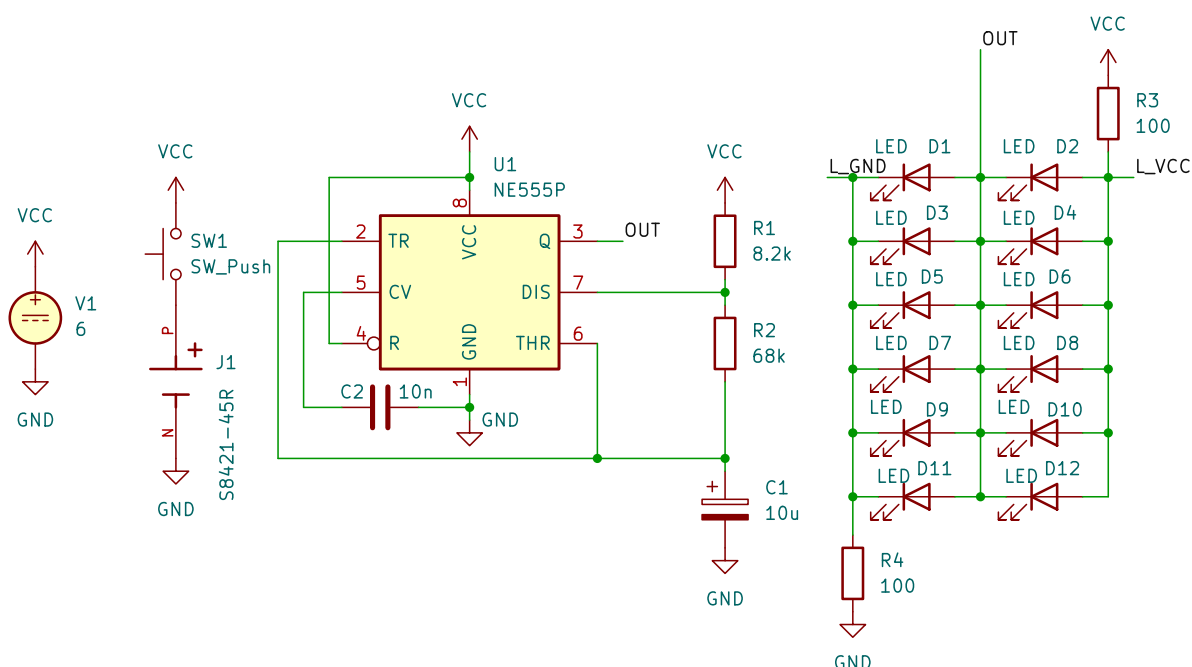 VCC
V1
6
GND
VCC
SW1
SW_Push
P
+
J1
S8421-45R
N
GND
VCC
U1
NE555P
8
2
TR
VCC
Q
3
OUT
5
CV
DIS
7
4
R
GND
THR
6
1
C2
10n
GND
VCC
R1
8.2k
R2
68k
+
C1
10u
GND
OUT
VCC
R3
100
LED D1
LED D2
L_GND
L_VCC
LED D3
LED D4
LED D5
LED D6
LED D7
LED D8
LED D9
LED D10
LED D11
LED D12
R4
100
GND